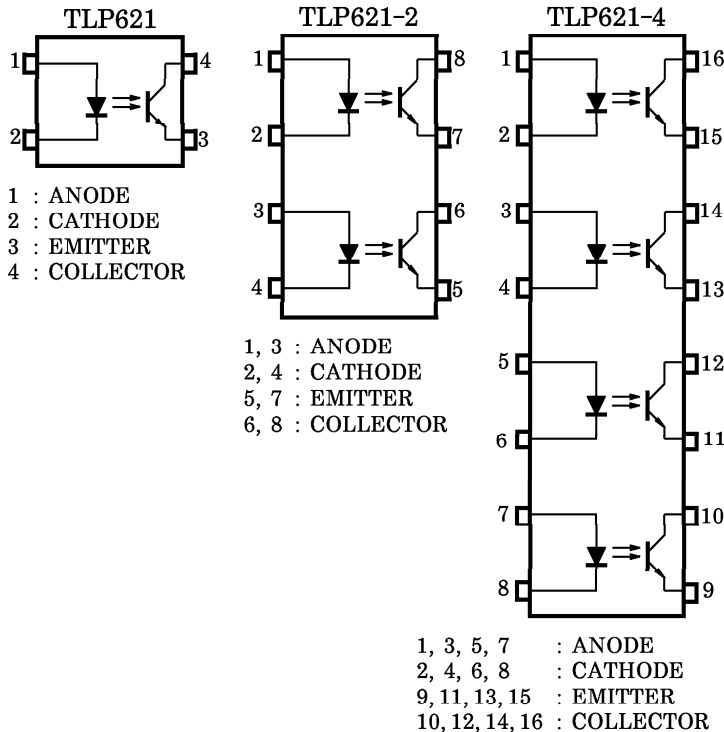 TLP621
1
4
2
3
1 : ANODE
2 : CATHODE
3 : EMITTER
4 : COLLECTOR
TLP621-2
1
8
2
7
3
6
4
5
1, 3 : ANODE
2, 4 : CATHODE
5, 7 : EMITTER
6, 8 : COLLECTOR
TLP621-4
1
16
2
15
3
14
4
13
5
12
6
11
7
10
8
9
1, 3, 5, 7 : ANODE
2, 4, 6, 8 : CATHODE
9, 11, 13, 15 : EMITTER
10, 12, 14, 16 : COLLECTOR